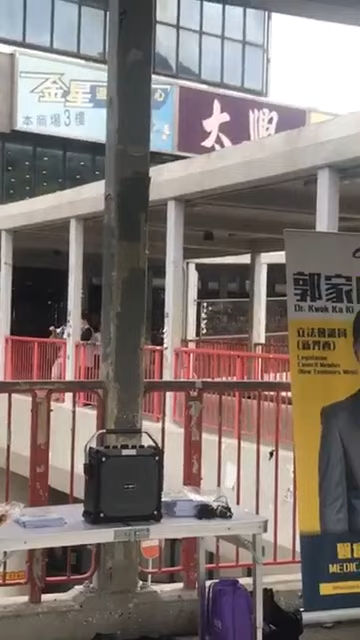 金星
心
本商場3樓
太興
郭家
Dr. Kwok Ka Ki
立法會議員
(新界西)
Legislative
Council Member
(New Territories West)
醫
MEDIC